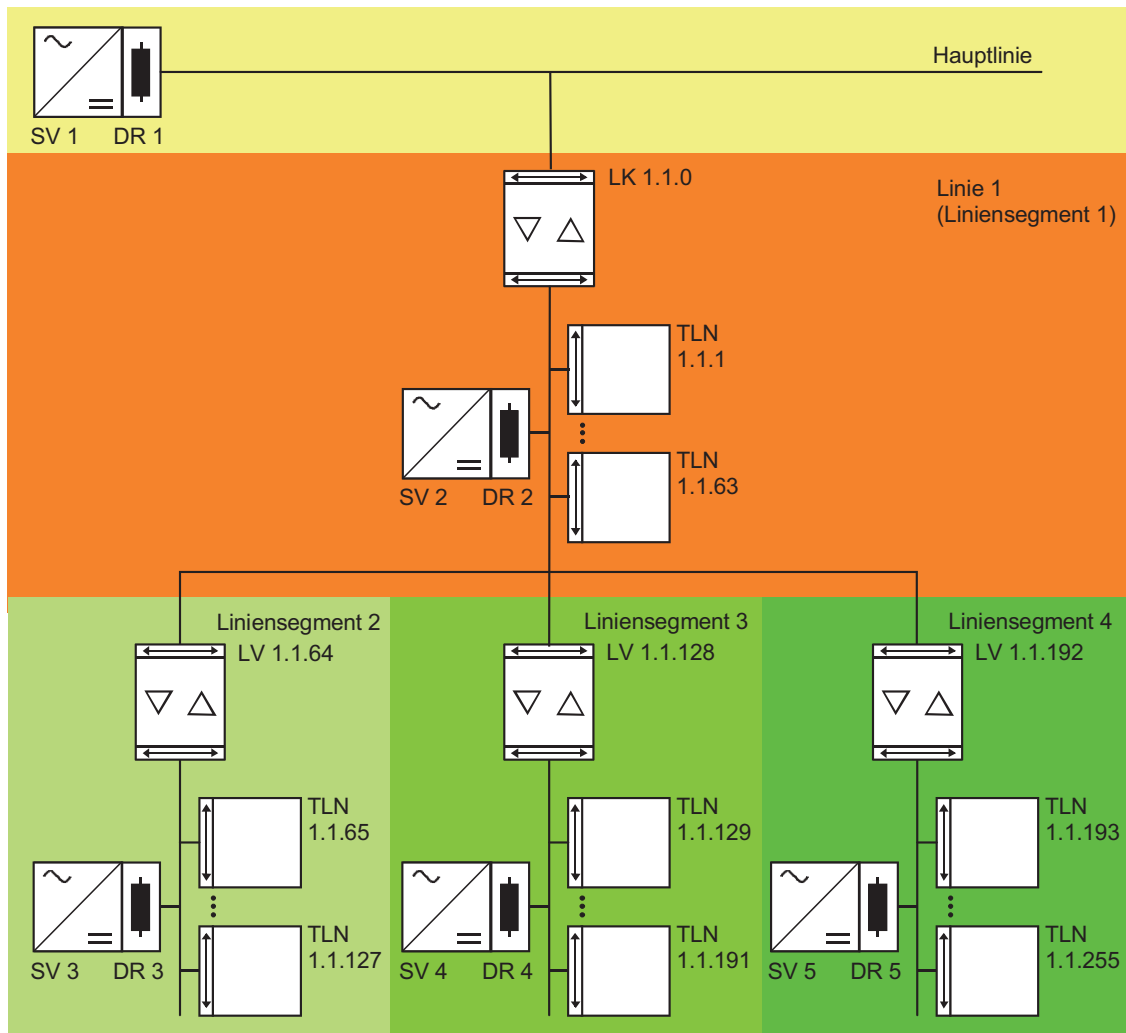 Hauptlinie
SV 1 DR 1
LK 1.1.0
Linie 1
(Liniensegment 1)
TLN
1.1.1
TLN
1.1.63
SV 2 DR 2
Liniensegment 2
LV 1.1.64
Liniensegment 3
LV 1.1.128
Liniensegment 4
LV 1.1.192
TLN
1.1.65
TLN
1.1.127
SV 3 DR 3
TLN
1.1.129
TLN
1.1.191
SV 4 DR 4
TLN
1.1.193
TLN
1.1.255
SV 5 DR 5